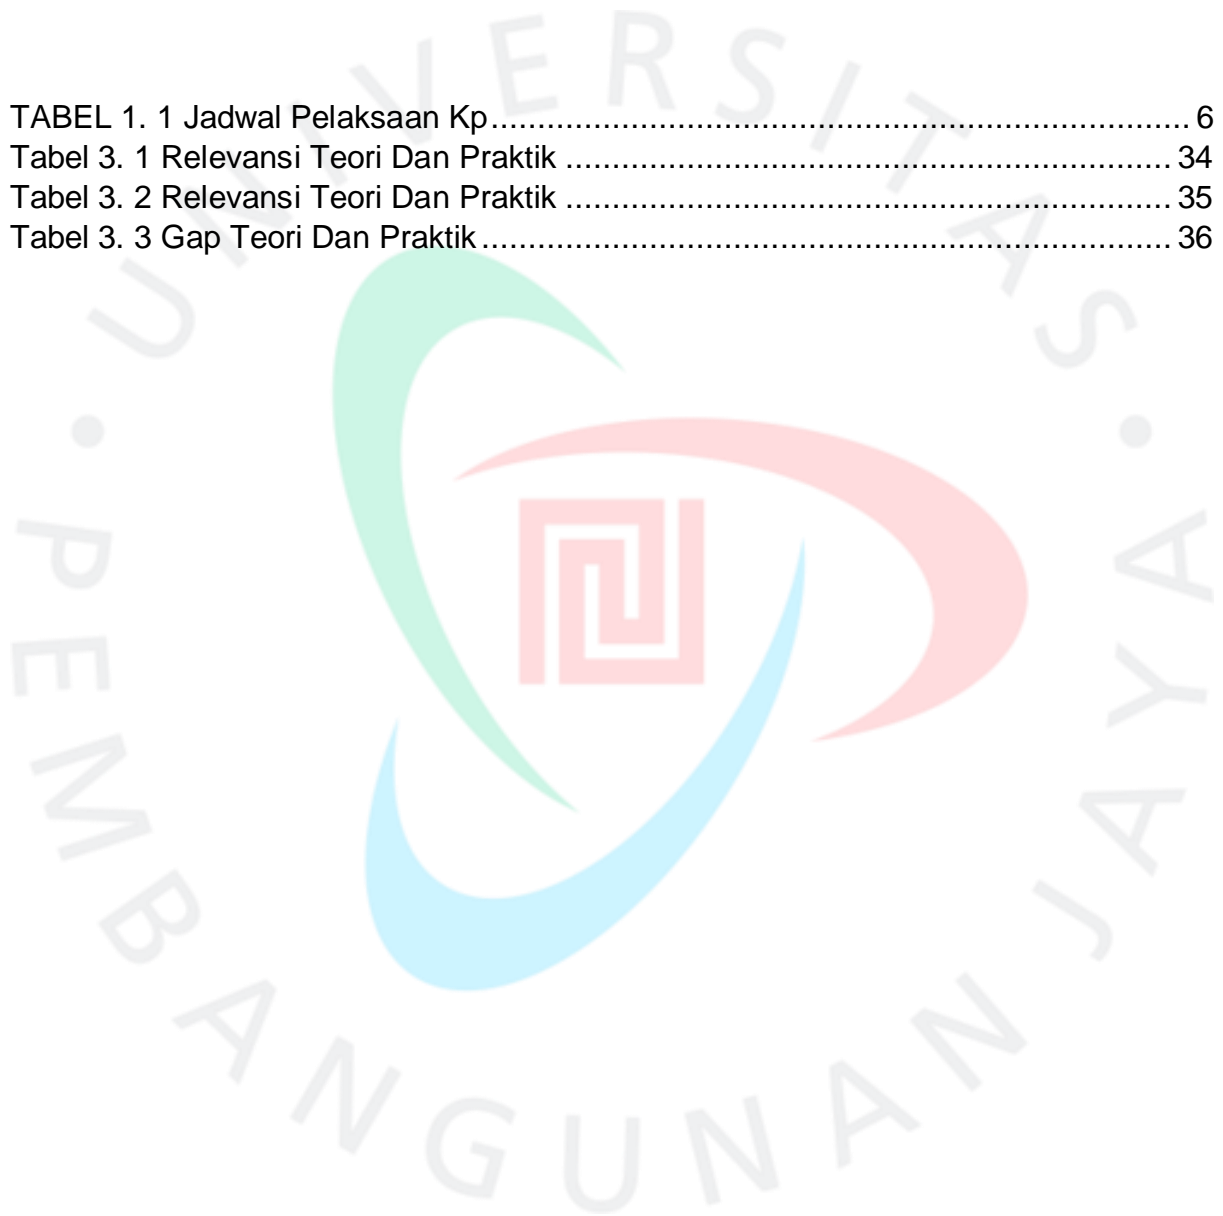 TABEL 1. 1 Jadwal Pelaksaan Kp........................................................................... 6
Tabel 3. 1 Relevansi Teori Dan Praktik ................................................................. 34
Tabel 3. 2 Relevansi Teori Dan Praktik ................................................................. 35
Tabel 3. 3 Gap Teori Dan Praktik.......................................................................... 36
UNIVERSITAS • PEMBANGUNAN JAYA •